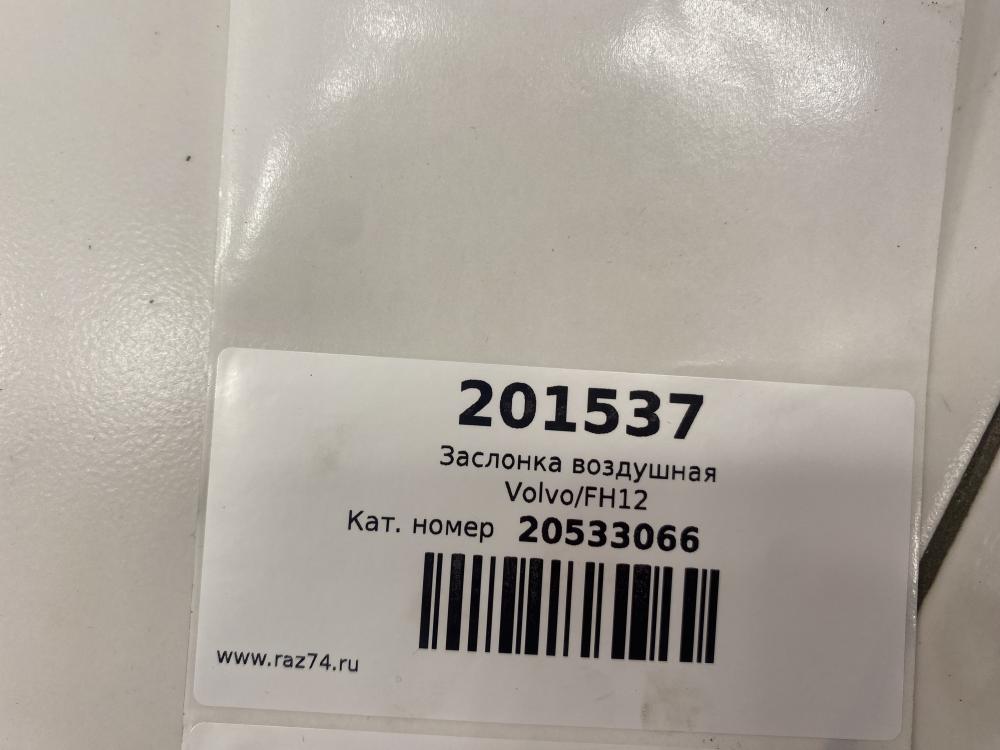 201537
Заслонка воздушная
Volvo/FH12
Кат. номер 20533066
www.raz74.ru